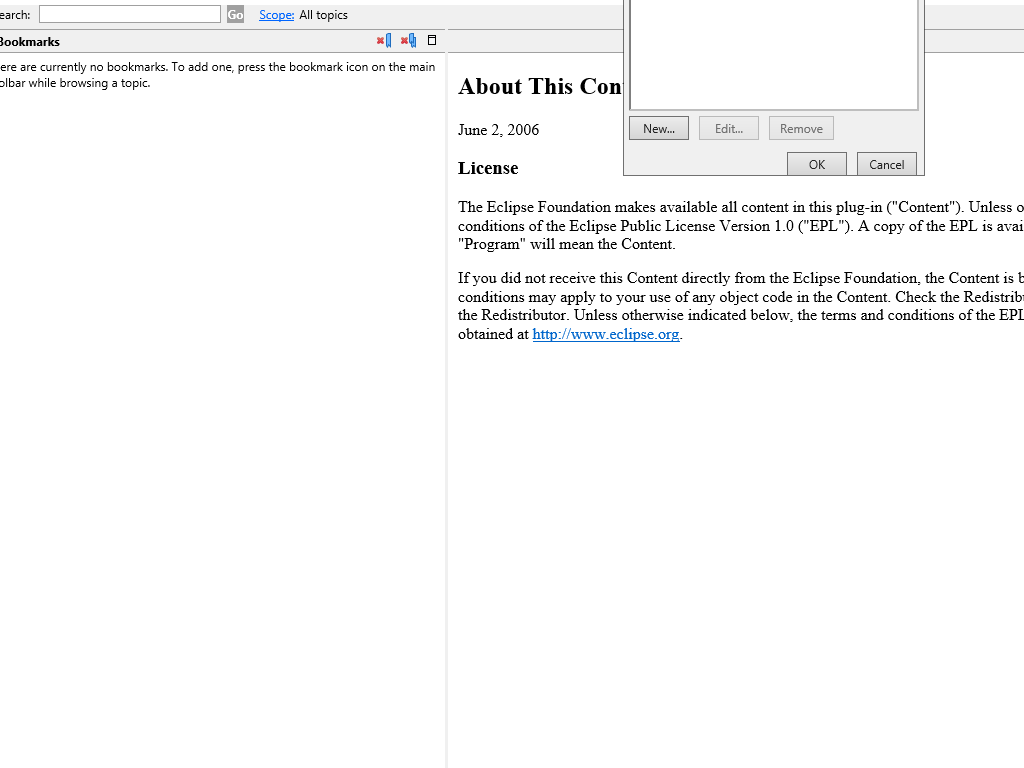 earch: Go Scope: All topics
Bookmarks
ere are currently no bookmarks. To add one, press the bookmark icon on the main
olbar while browsing a topic.
New... Edit... Remove
OK Cancel
About This Con
June 2, 2006
License
The Eclipse Foundation makes available all content in this plug-in ("Content"). Unless o
conditions of the Eclipse Public License Version 1.0 ("EPL"). A copy of the EPL is avai
"Program" will mean the Content.
If you did not receive this Content directly from the Eclipse Foundation, the Content is b
conditions may apply to your use of any object code in the Content. Check the Redistrib
the Redistributor. Unless otherwise indicated below, the terms and conditions of the EPL
obtained at http://www.eclipse.org.